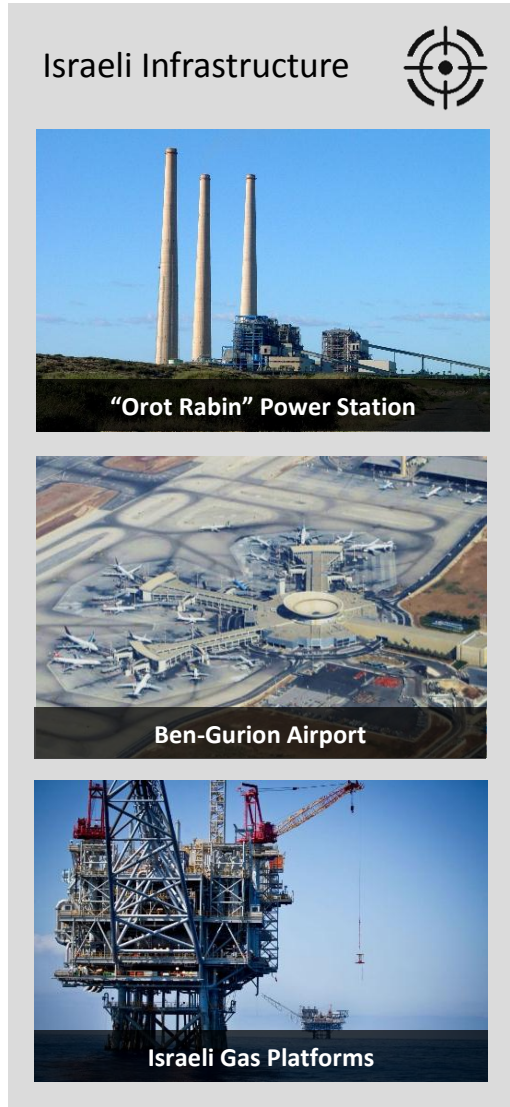 Israeli Infrastructure
“Orot Rabin” Power Station
Ben-Gurion Airport
Israeli Gas Platforms